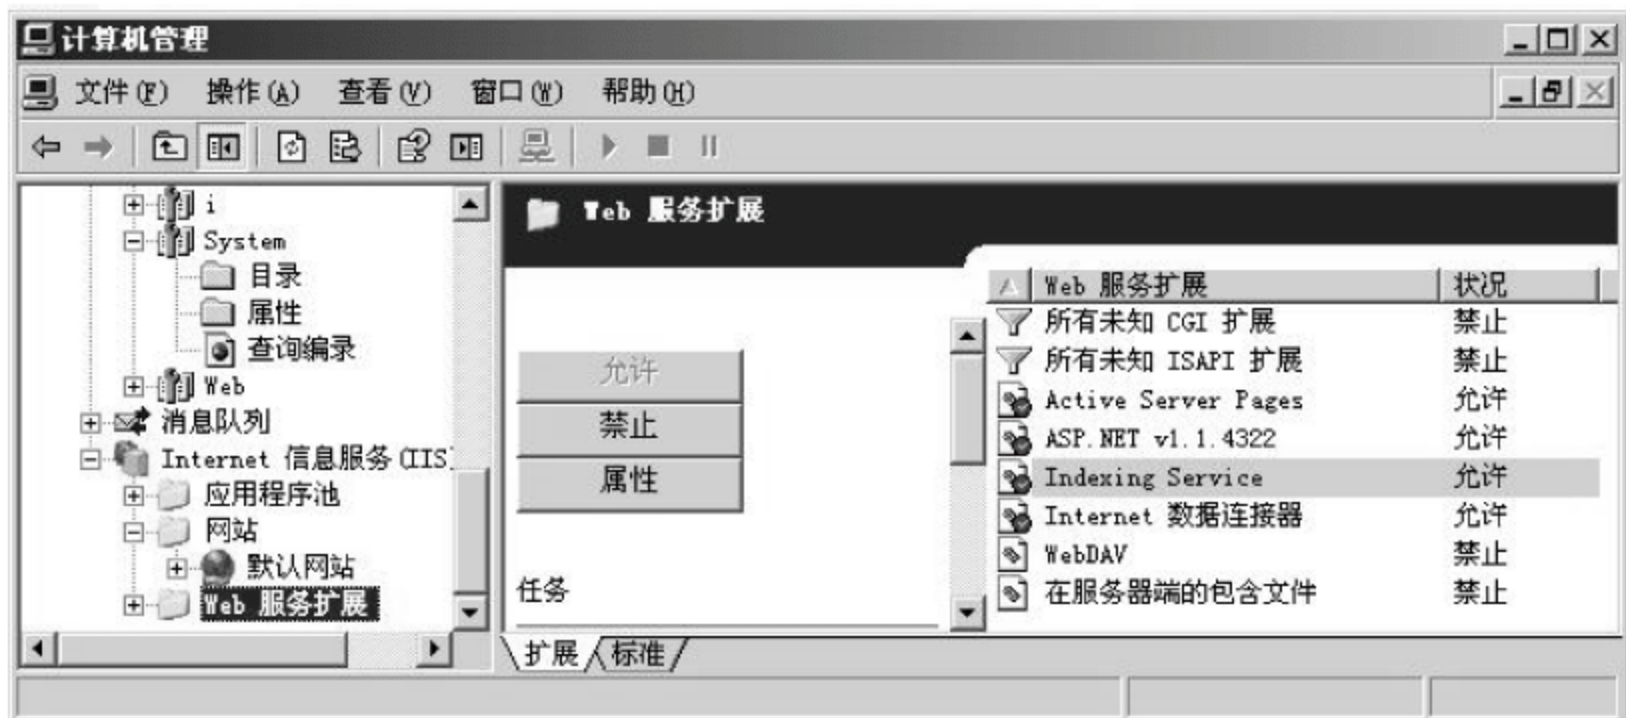 计算机管理
文件(F) 操作(A) 查看(V) 窗口(W) 帮助(H)
i
System
目录
属性
查询编录
Web
消息队列
Internet 信息服务(IIS)
应用程序池
网站
默认网站
Web 服务扩展
Web 服务扩展
允许
禁止
属性
任务
Web 服务扩展 状况
所有未知 CGI 扩展 禁止
所有未知 ISAPI 扩展 禁止
Active Server Pages 允许
ASP.NET v1.1.4322 允许
Indexing Service 允许
Internet 数据连接器 允许
WebDAV 禁止
在服务器端的包含文件 禁止
扩展 标准